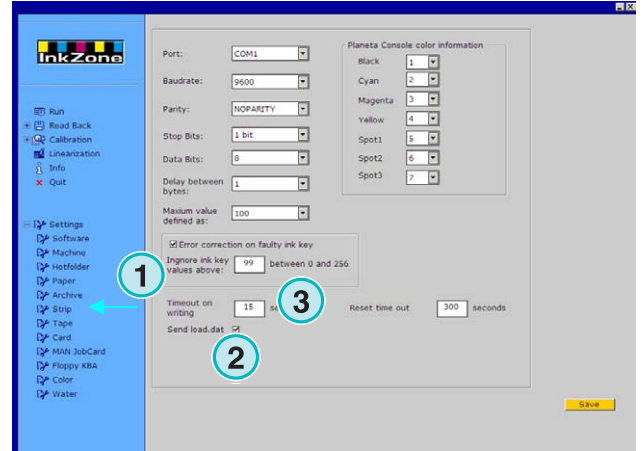 InkZone
Run
Read Back
Calibration
Linearization
Info
Quit
Settings
Software
Machine
Hotfolder
Paper
Archive
Strip
Tape
Card
MAN JobCard
Floppy KBA
Color
Water
1
Port: COM1
Baudrate: 9600
Parity: NOPARITY
Stop Bits: 1 bit
Data Bits: 8
Delay between bytes: 1
Maxium value defined as: 100
Planeta Console color information
Black 1
Cyan 2
Magenta 3
Yellow 4
Spot1 5
Spot2 6
Spot3 7
Error correction on faulty ink key
Ingnore ink key values above: 99 between 0 and 256
Timeout on writing 15 se
3
Reset time out 300 seconds
Send load.dat
2
Save